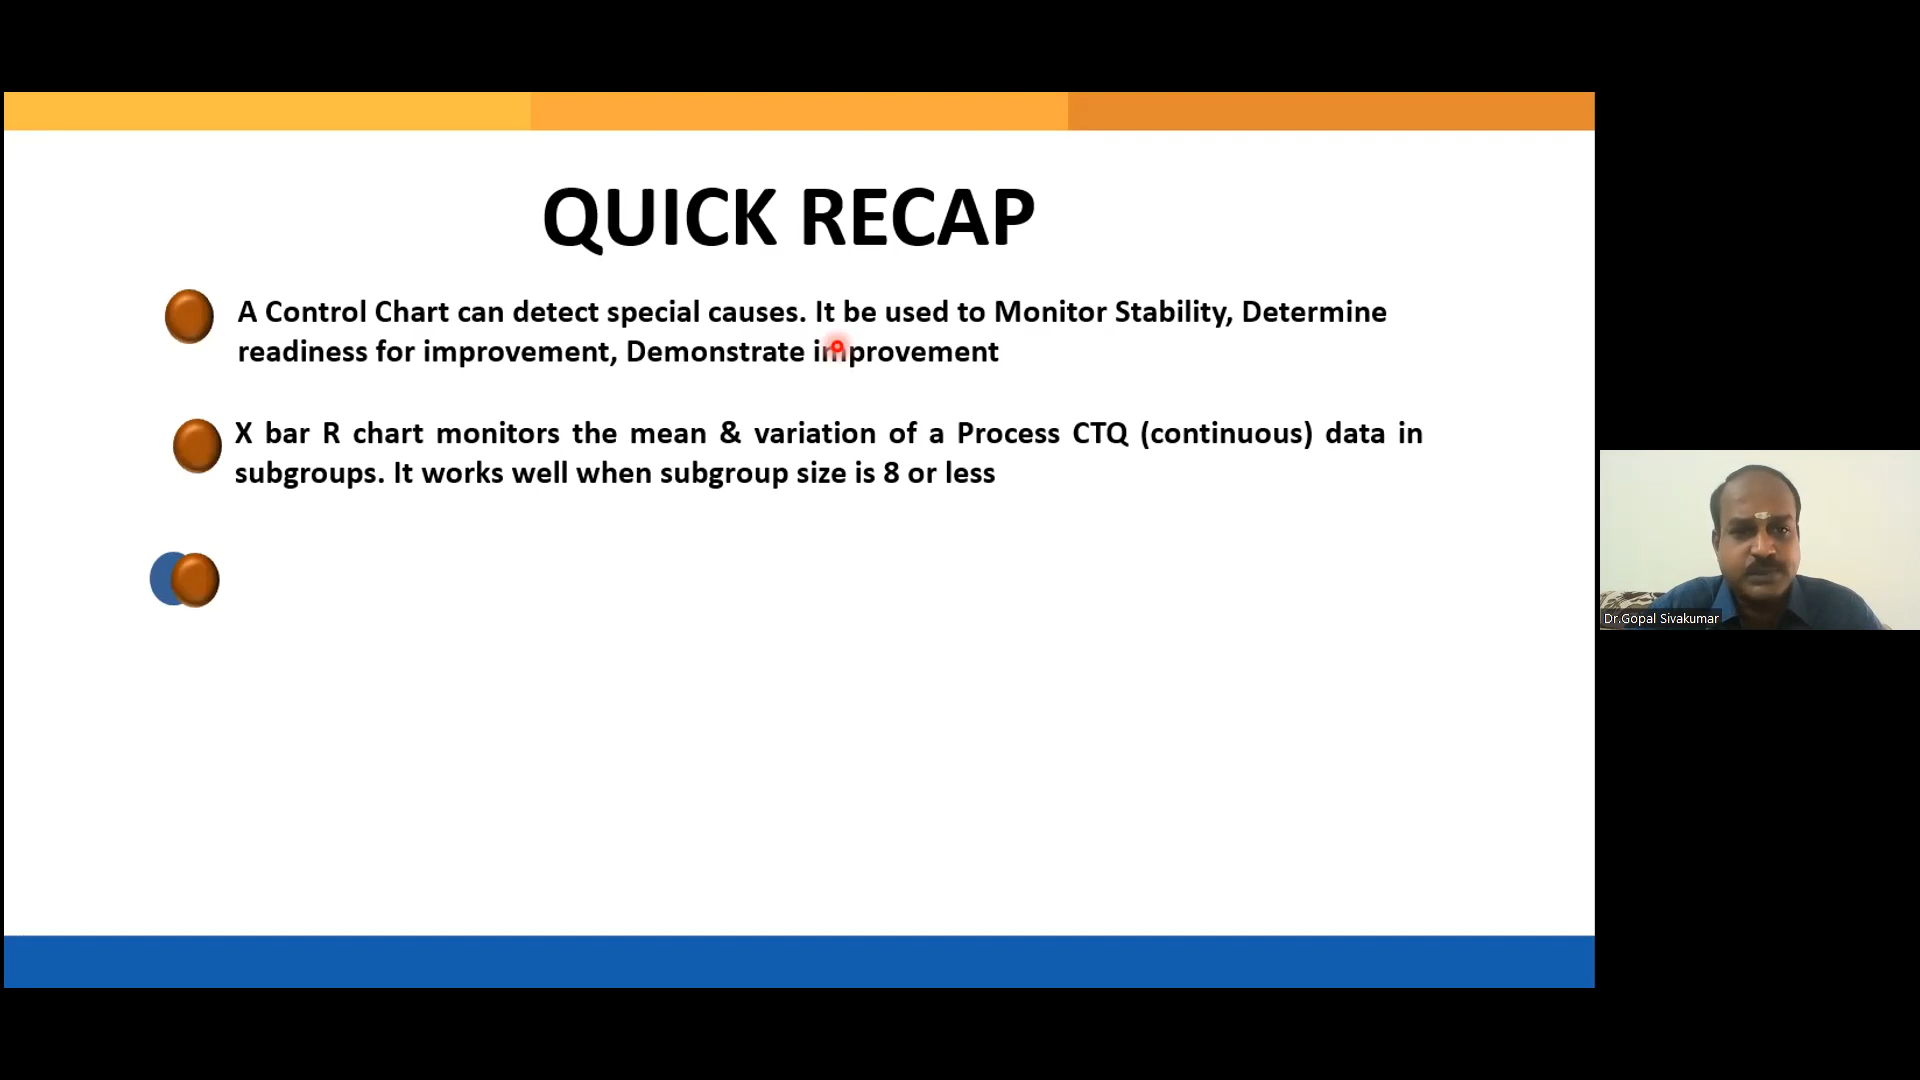 QUICK RECAP
A Control Chart can detect special causes. It be used to Monitor Stability, Determine
readiness for improvement, Demonstrate improvement
X bar R chart monitors the mean & variation of a Process CTQ (continuous) data in
subgroups. It works well when subgroup size is 8 or less
Dr.Gopal Sivakumar